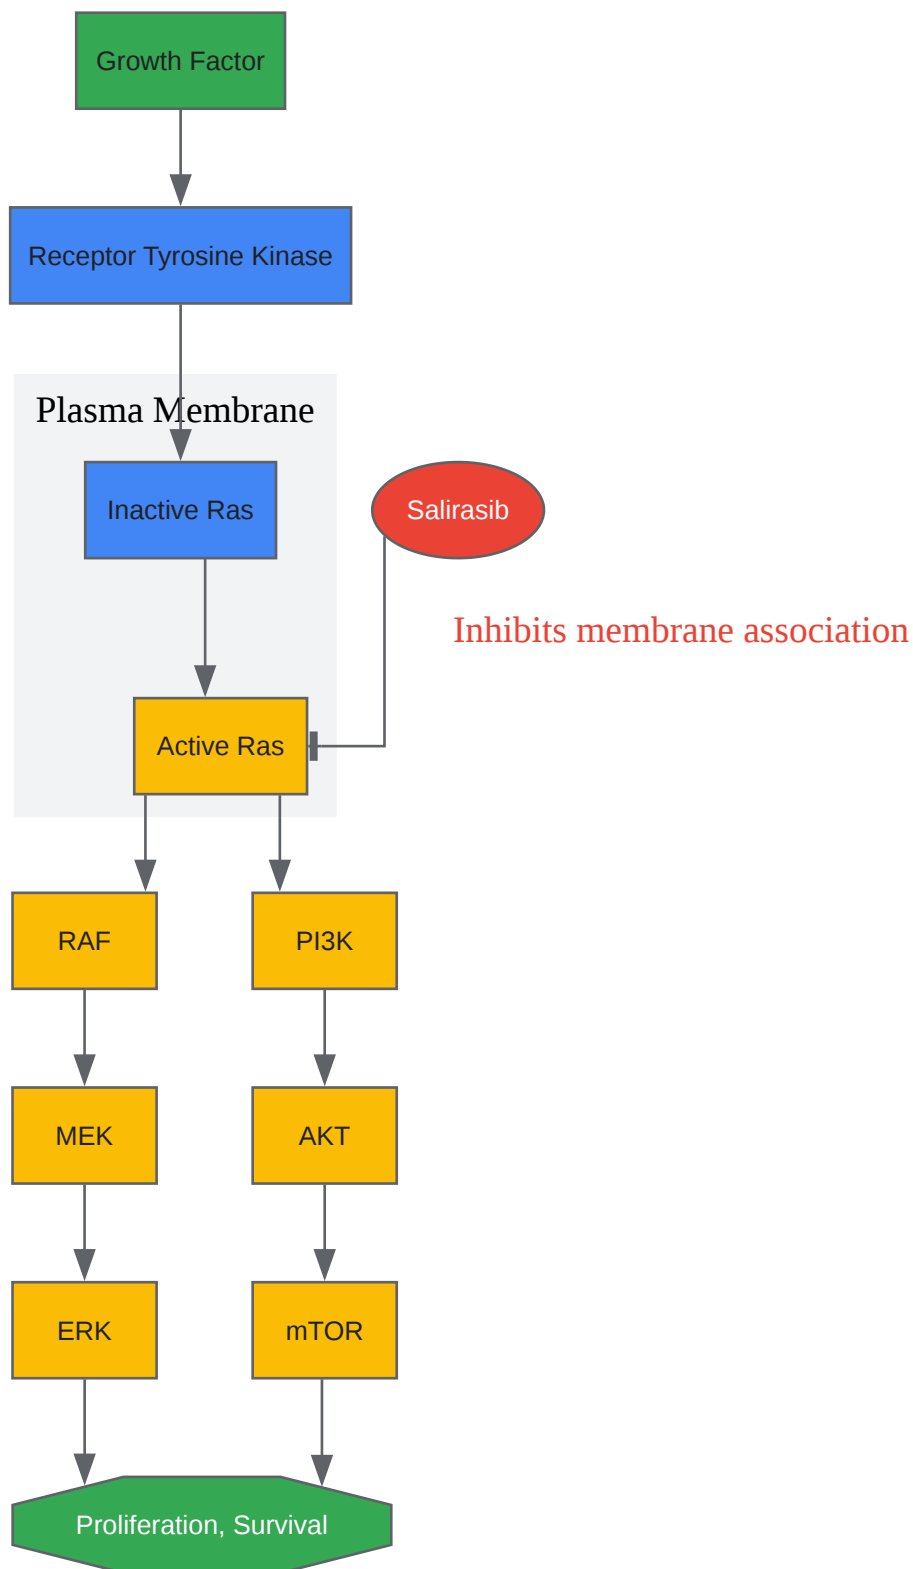 Growth Factor
Receptor Tyrosine Kinase
Plasma Membrane
Inactive Ras
Salirasib
Inhibits membrane association
Active Ras
RAF
PI3K
MEK
AKT
ERK
mTOR
Proliferation, Survival